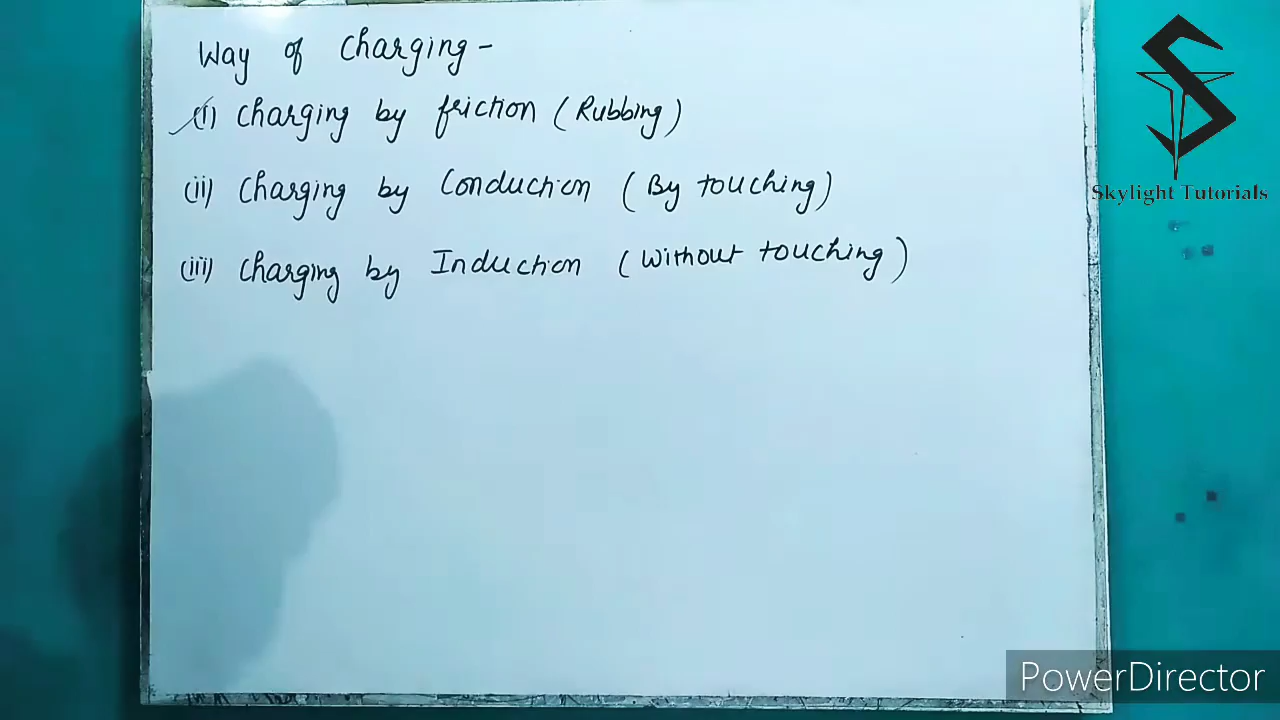 Way of Charging -
(i) Charging by friction (Rubbing)
(ii) Charging by Conduction (By touching)
(iii) Charging by Induction (Without touching)
Skylight Tutorials
PowerDirector